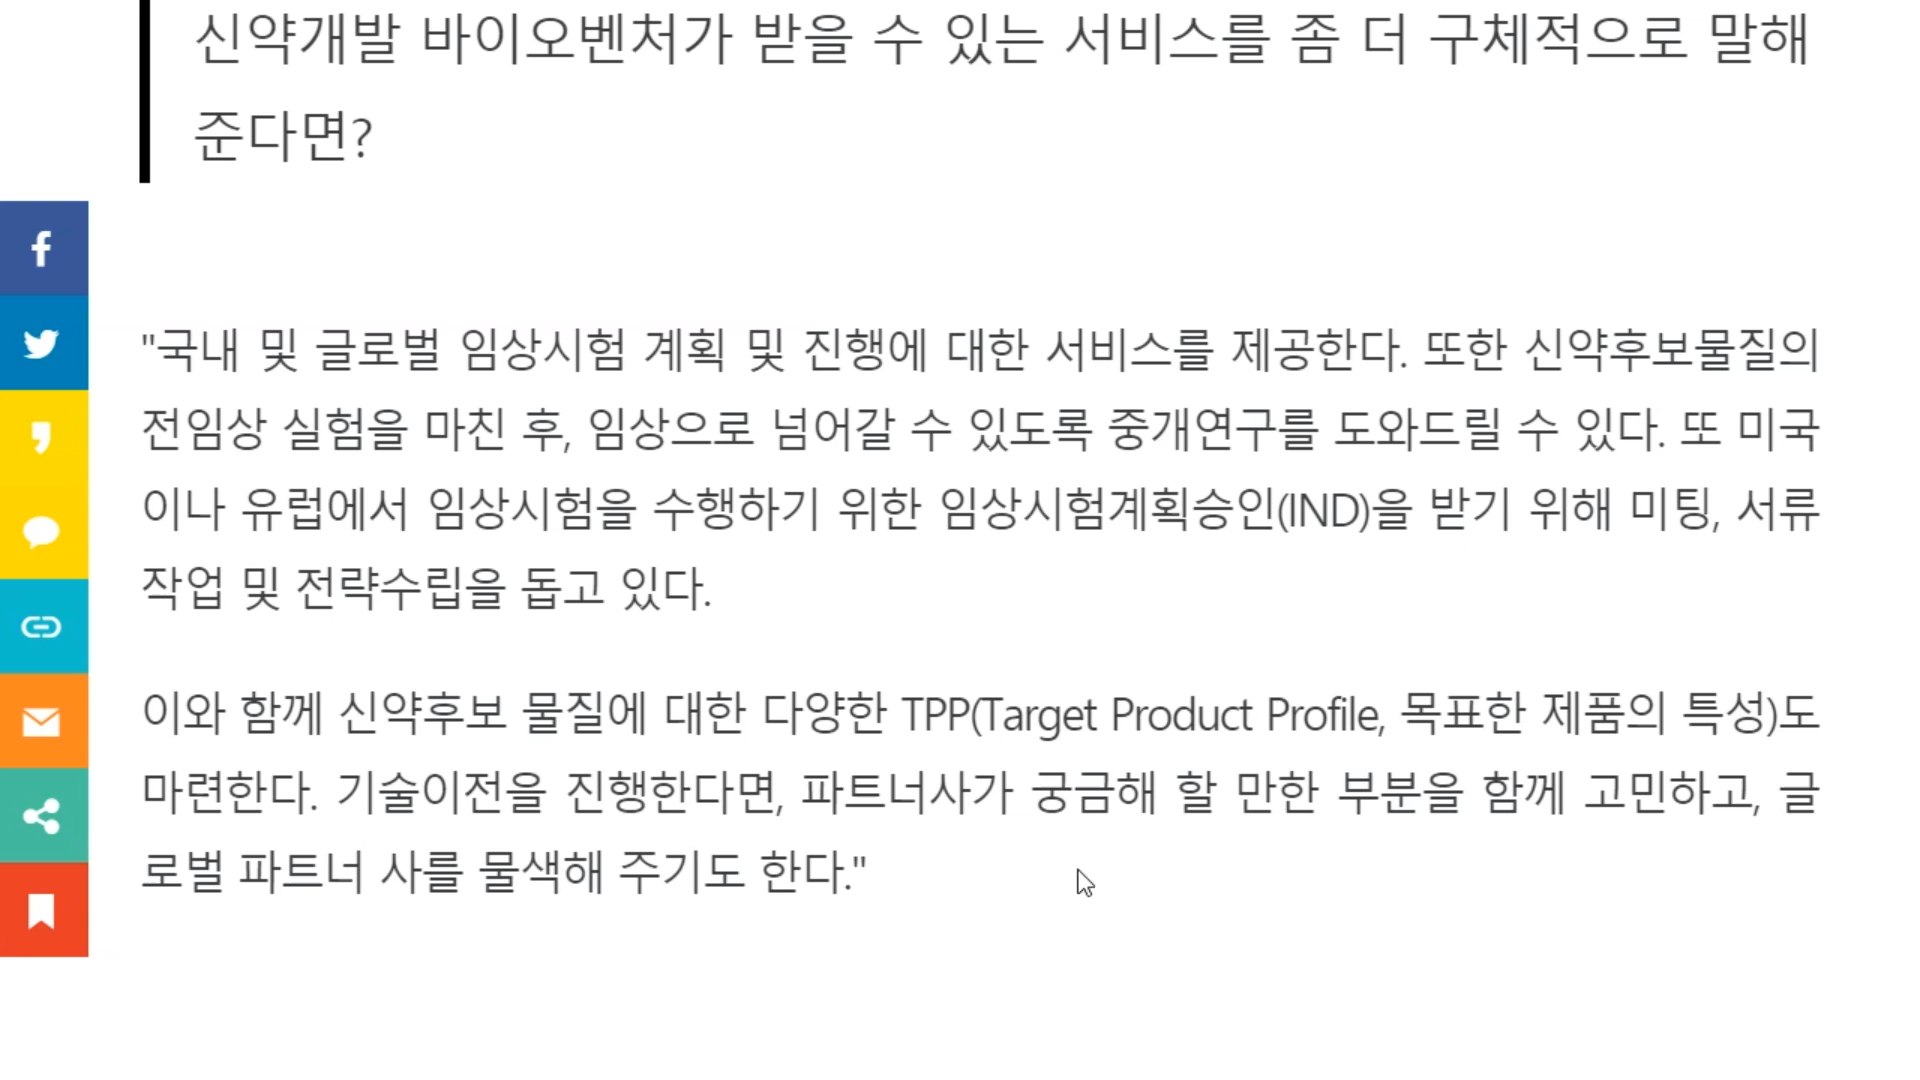 신약개발 바이오벤처가 받을 수 있는 서비스를 좀 더 구체적으로 말해
준다면?
"국내 및 글로벌 임상시험 계획 및 진행에 대한 서비스를 제공한다. 또한 신약후보물질의
전임상 실험을 마친 후, 임상으로 넘어갈 수 있도록 중개연구를 도와드릴 수 있다. 또 미국
이나 유럽에서 임상시험을 수행하기 위한 임상시험계획승인(IND)을 받기 위해 미팅, 서류
작업 및 전략수립을 돕고 있다.
이와 함께 신약후보 물질에 대한 다양한 TPP(Target Product Profile, 목표한 제품의 특성)도
마련한다. 기술이전을 진행한다면, 파트너사가 궁금해 할 만한 부분을 함께 고민하고, 글
로벌 파트너 사를 물색해 주기도 한다."